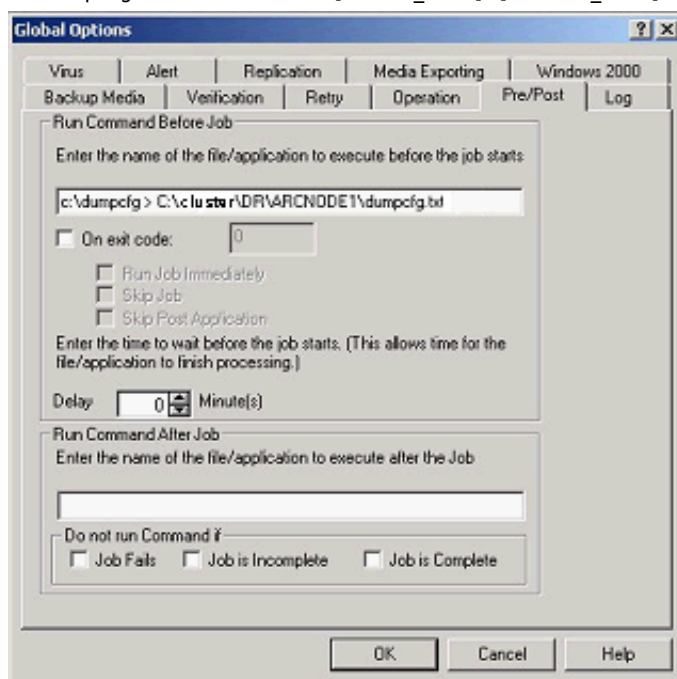 Global Options
Virus Alert Replication Media Exporting Windows 2000
Backup Media Verification Retry Operation Pre/Post Log
Run Command Before Job
Enter the name of the file/application to execute before the job starts
c:\dumpcfg > C:\cluster\DR\ARCNODE1\dumpcfg.txt
On exit code: 0
Run Job Immediately
Skip Job
Skip Post Application
Enter the time to wait before the job starts. (This allows time for the
file/application to finish processing.)
Delay 0 Minute(s)
Run Command After Job
Enter the name of the file/application to execute after the Job
Do not run Command if
Job Fails Job is Incomplete Job is Complete
OK Cancel Help